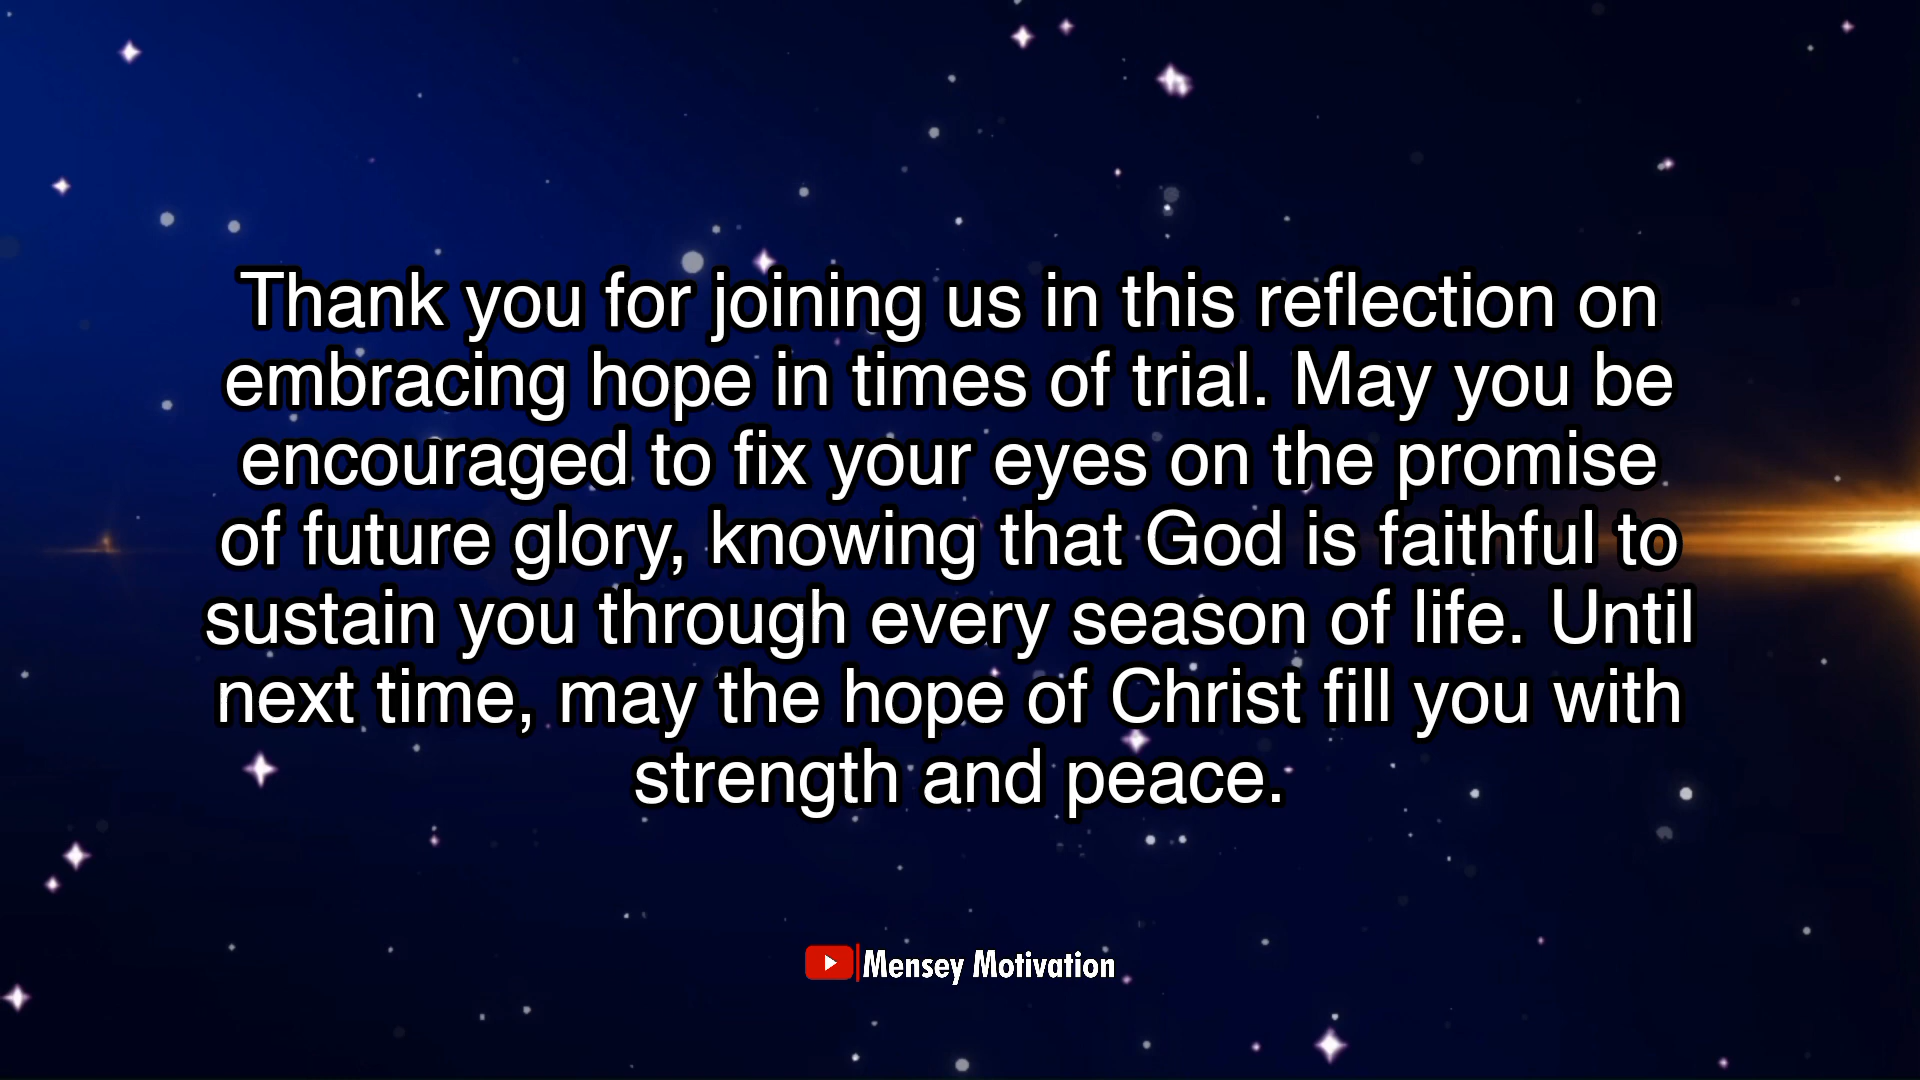 Thank you for joining us in this reflection on
embracing hope in times of trial. May you be
encouraged to fix your eyes on the promise
of future glory, knowing that God is faithful to
sustain you through every season of life. Until
next time, may the hope of Christ fill you with
strength and peace.
Mensey Motivation